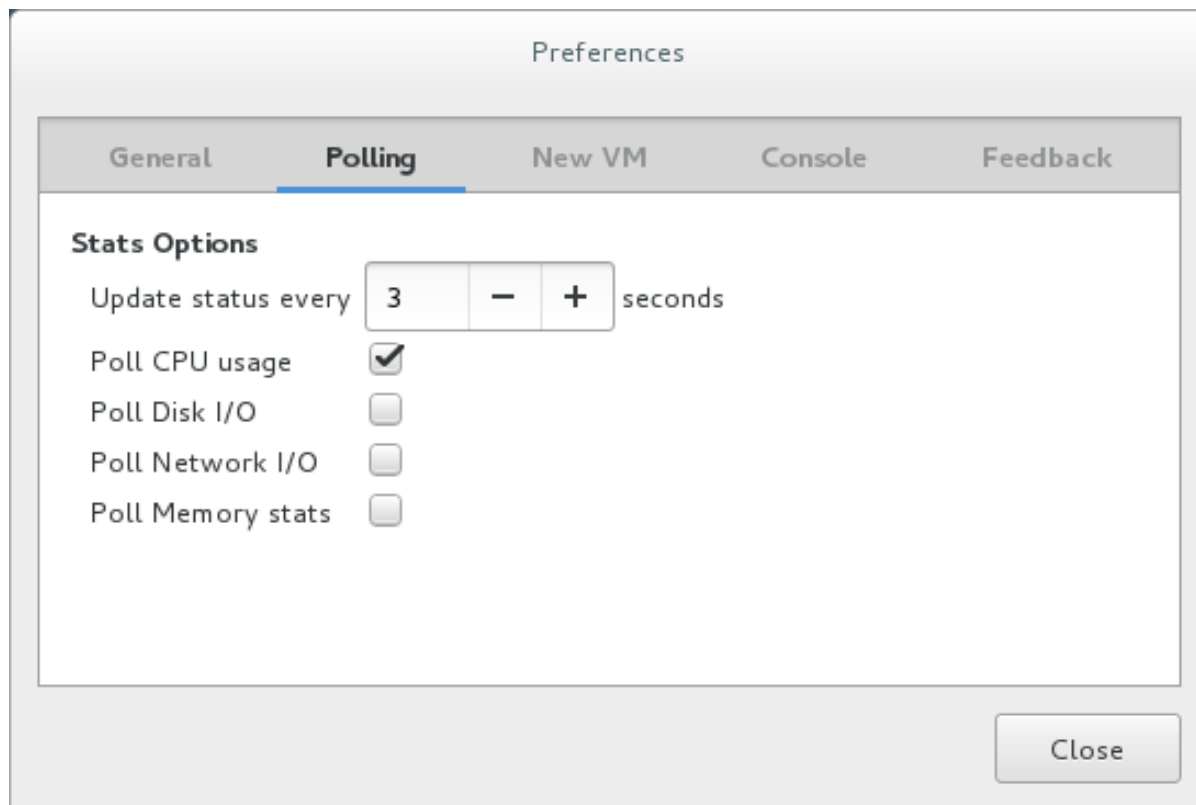 Preferences
General Polling New VM Console Feedback
Stats Options
Update status every 3 − + seconds
Poll CPU usage
Poll Disk I/O
Poll Network I/O
Poll Memory stats
Close